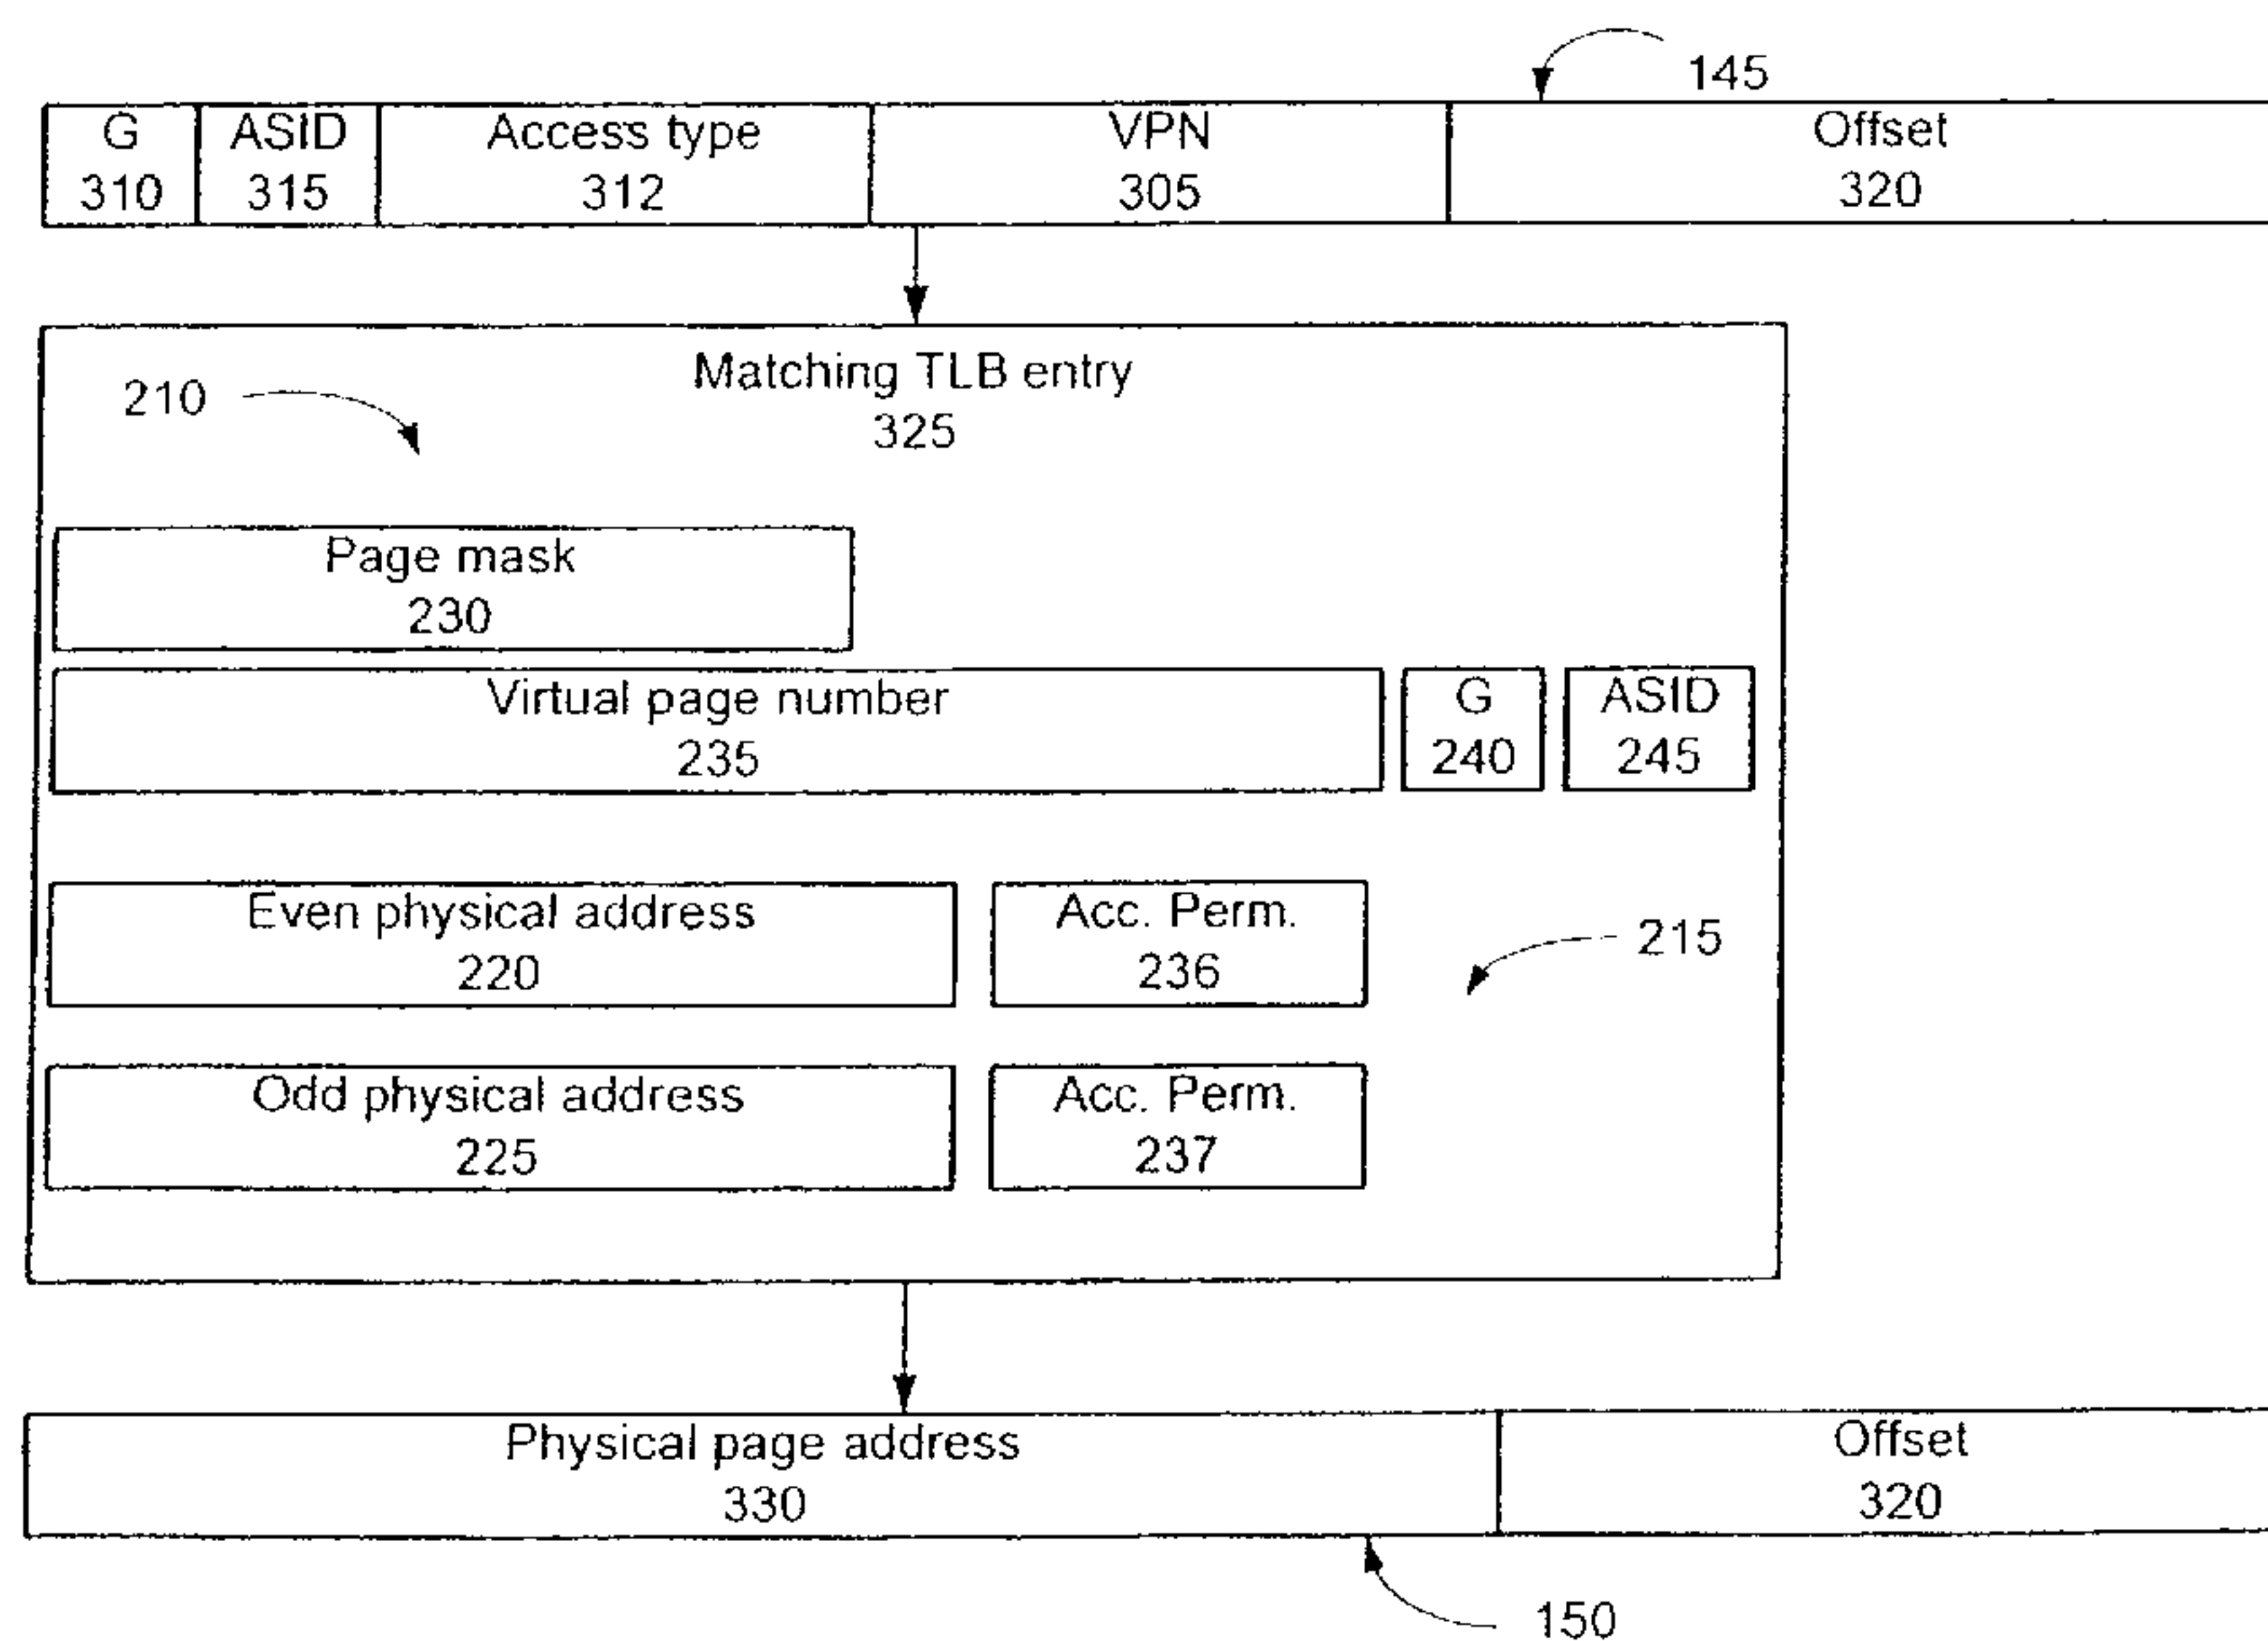 145
G ASID Access type VPN Offset
310 315 312 305 320
Matching TLB entry
325
210
Page mask
230
Virtual page number G ASID
235 240 245
Even physical address Acc. Perm.
220 236
215
Odd physical address Acc. Perm.
225 237
Physical page address Offset
330 320
150